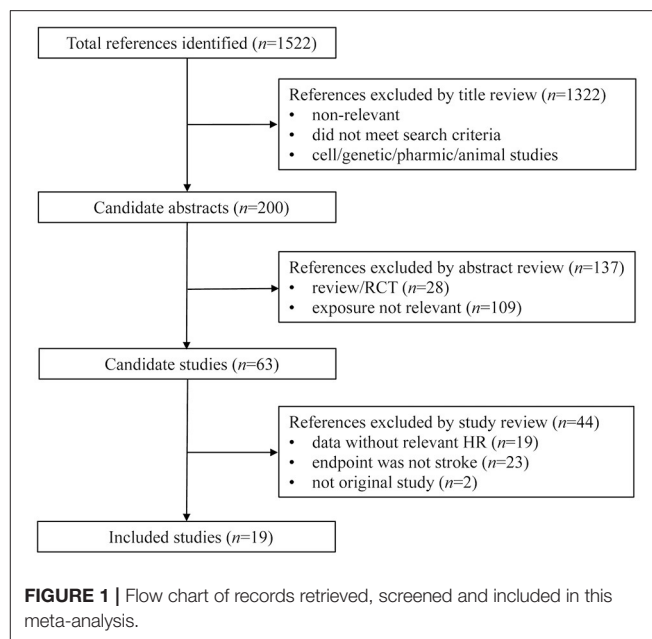 Total references identified (n=1522)
References excluded by title review (n=1322)
• non-relevant
• did not meet search criteria
• cell/genetic/pharmic/animal studies
Candidate abstracts (n=200)
References excluded by abstract review (n=137)
• review/RCT (n=28)
• exposure not relevant (n=109)
Candidate studies (n=63)
References excluded by study review (n=44)
• data without relevant HR (n=19)
• endpoint was not stroke (n=23)
• not original study (n=2)
Included studies (n=19)
FIGURE 1 | Flow chart of records retrieved, screened and included in this
meta-analysis.